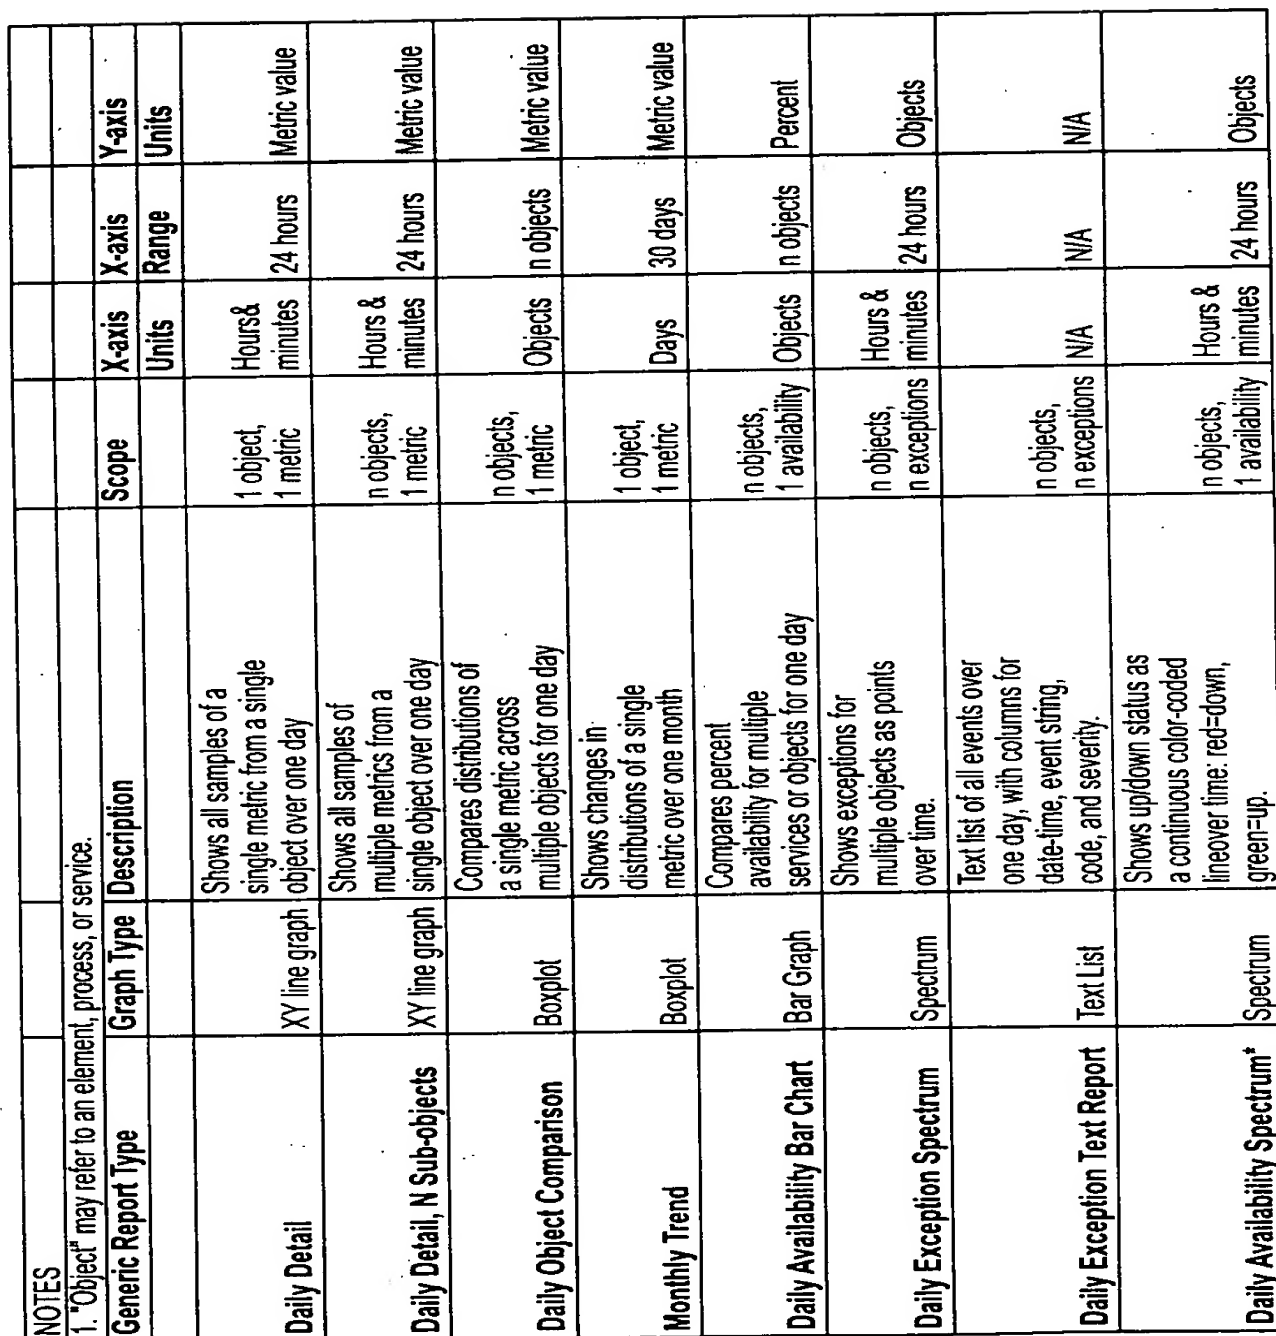 NOTES
1. "Object" may refer to an element, process, or service.
Generic Report Type Graph Type Description Scope X-axis X-axis Y-axis
Units Range Units
Shows all samples of a
single metric from a single 1 object, Hours&
Daily Detail XY line graph object over one day 1 metric minutes 24 hours Metric value
Shows all samples of
multiple metrics from a n objects, Hours &
Daily Detail, N Sub-objects XY line graph single object over one day 1 metric minutes 24 hours Metric value
Compares distributions of
a single metric across n objects,
Daily Object Comparison Boxplot multiple objects for one day 1 metric Objects n objects Metric value
Shows changes in
distributions of a single 1 object,
Monthly Trend Boxplot metric over one month 1 metric Days 30 days Metric value
Compares percent
availability for multiple n objects,
Daily Availability Bar Chart Bar Graph services or objects for one day 1 availability Objects n objects Percent
Shows exceptions for
multiple objects as points n objects, Hours &
Daily Exception Spectrum Spectrum over time. n exceptions minutes 24 hours Objects
Text list of all events over
one day, with columns for
date-time, event string, n objects,
Daily Exception Text Report Text List code, and severity. n exceptions N/A N/A N/A
Shows up/down status as
a continuous color-coded
lineover time: red=down, n objects, Hours &
Daily Availability Spectrum* Spectrum green=up. 1 availability minutes 24 hours Objects